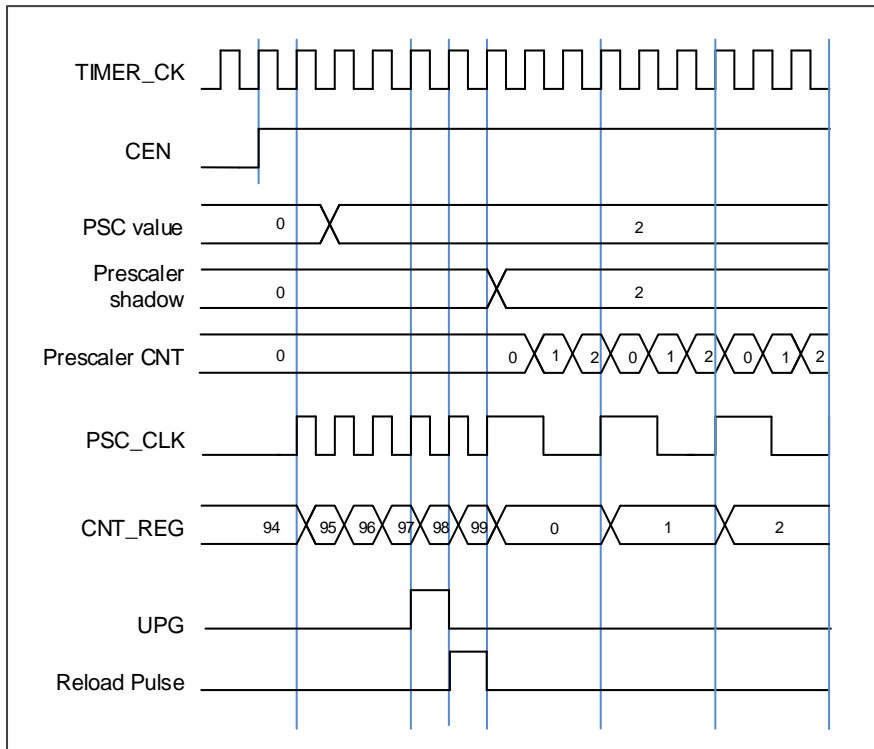 TIMER_CK
CEN
PSC value 0 2
Prescaler
shadow 0 2
Prescaler CNT 0 0 1 2 0 1 2 0 1 2
PSC_CLK
CNT_REG 94 95 96 97 98 99 0 1 2
UPG
Reload Pulse